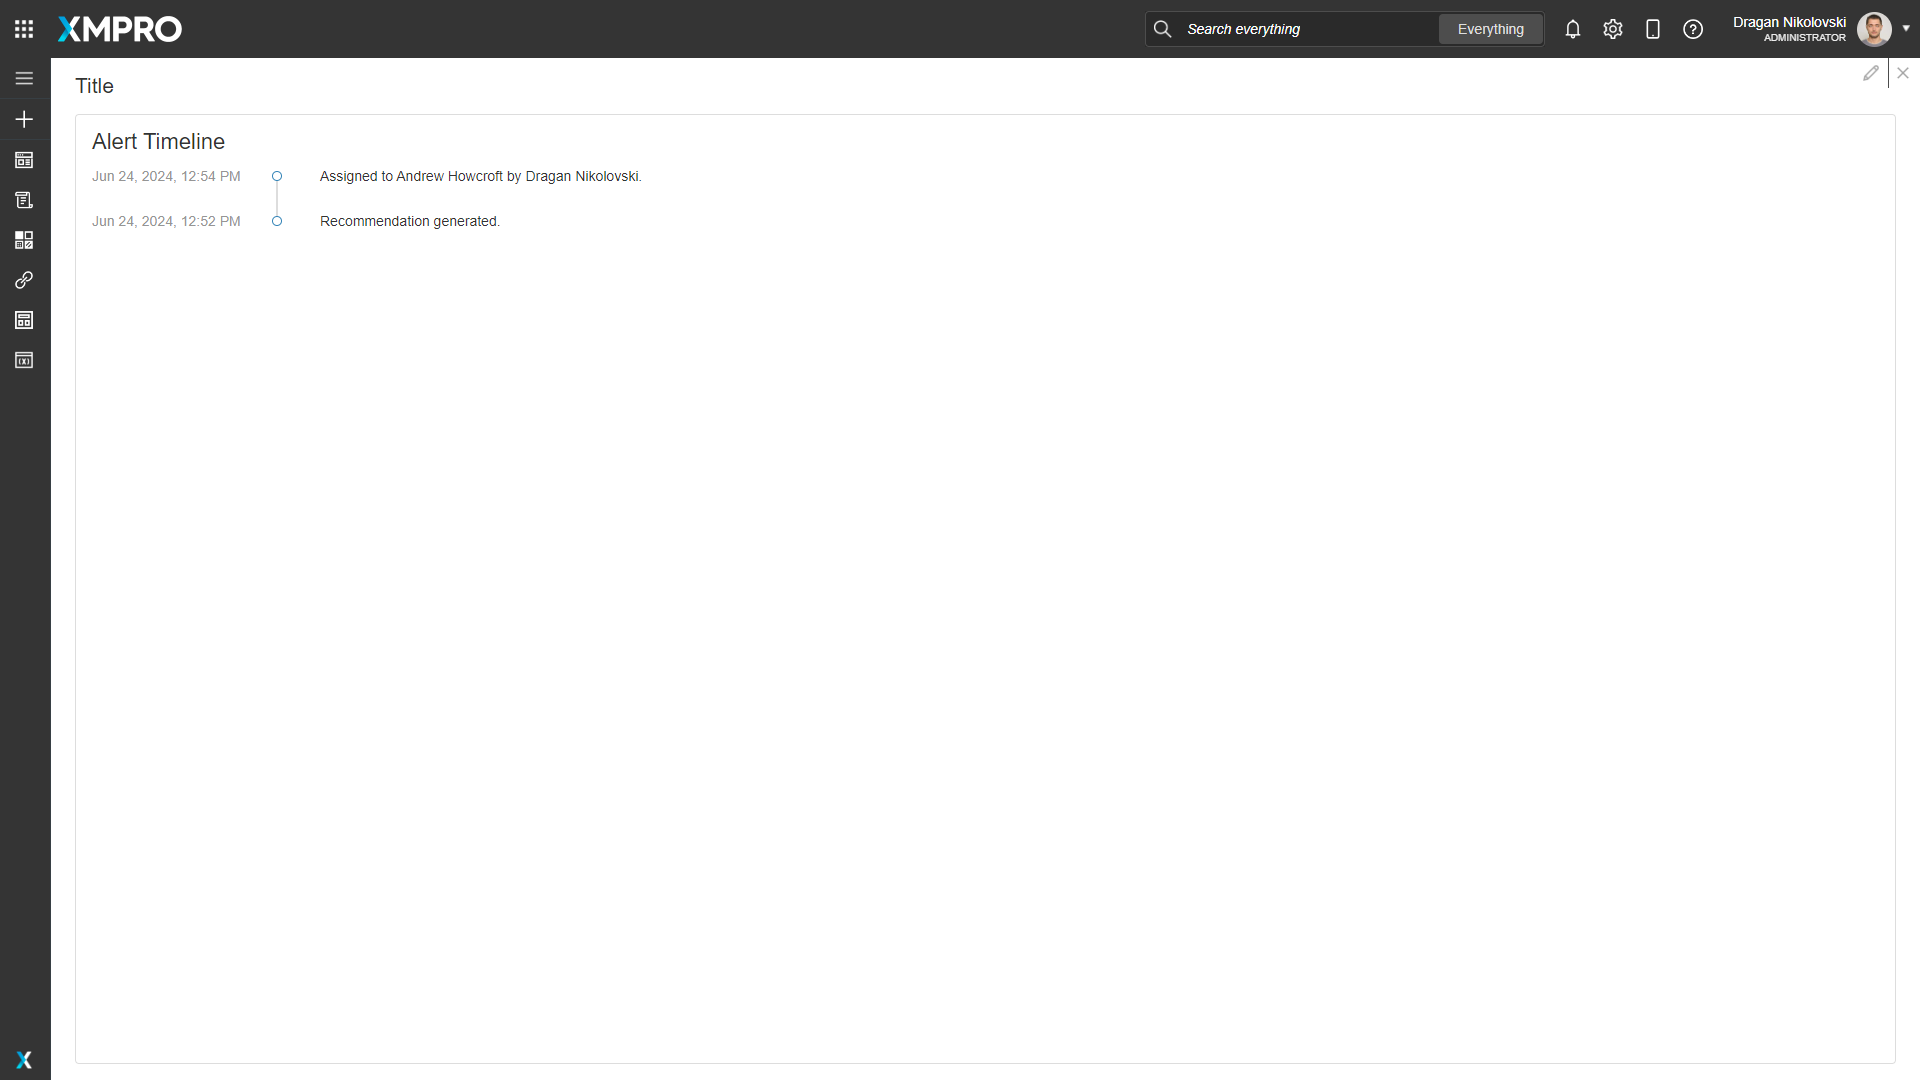 XMPRO
Search everything
Everything
Dragan Nikolovski
ADMINISTRATOR
Title
Alert Timeline
Jun 24, 2024, 12:54 PM Assigned to Andrew Howcroft by Dragan Nikolovski.
Jun 24, 2024, 12:52 PM Recommendation generated.